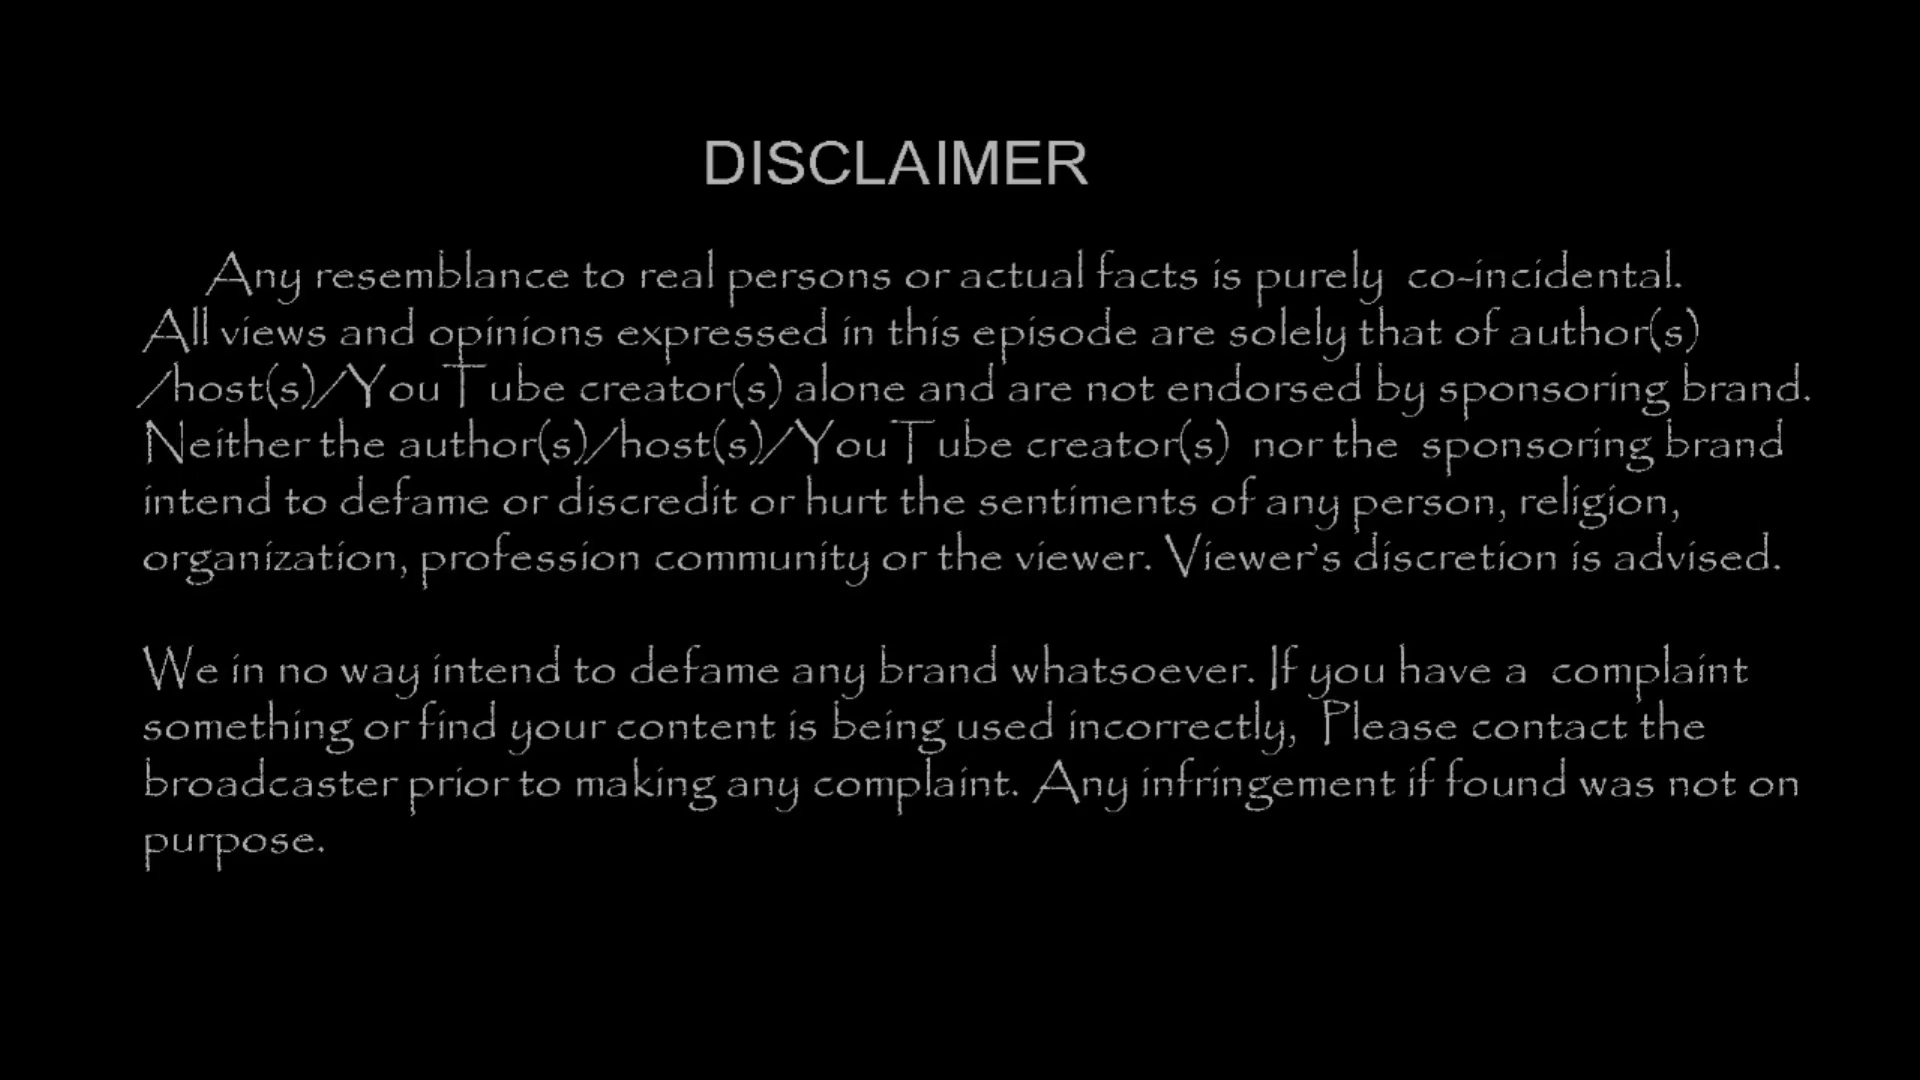 DISCLAIMER
Any resemblance to real persons or actual facts is purely co-incidental.
All views and opinions expressed in this episode are solely that of author(s)
/host(s)/YouTube creator(s) alone and are not endorsed by sponsoring brand.
Neither the author(s)/host(s)/YouTube creator(s) nor the sponsoring brand
intend to defame or discredit or hurt the sentiments of any person, religion,
organization, profession community or the viewer. Viewer's discretion is advised.
We in no way intend to defame any brand whatsoever. If you have a complaint
something or find your content is being used incorrectly, Please contact the
broadcaster prior to making any complaint. Any infringement if found was not on
purpose.